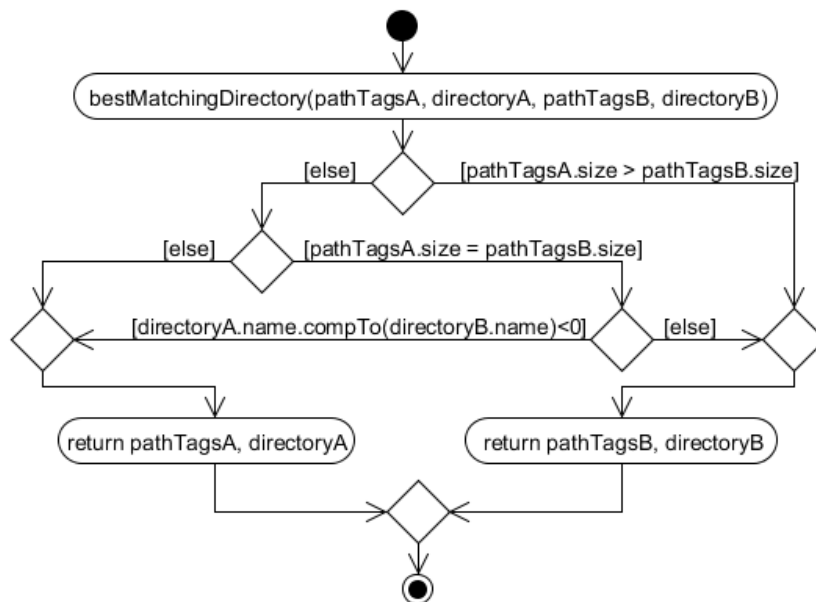 bestMatchingDirectory(pathTagsA, directoryA, pathTagsB, directoryB)
[else]
[pathTagsA.size > pathTagsB.size]
[else]
[pathTagsA.size = pathTagsB.size]
[directoryA.name.compTo(directoryB.name)<0]
[else]
return pathTagsA, directoryA
return pathTagsB, directoryB